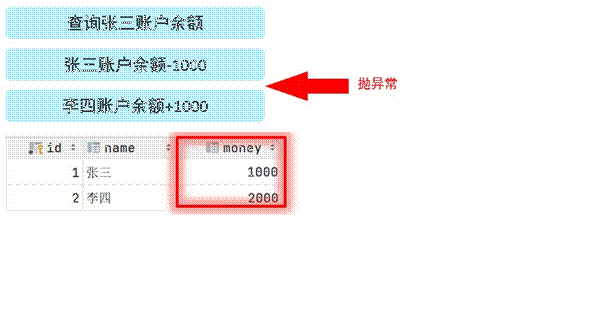 查询张三账户余额
张三账户余额-1000
抛异常
李四账户余额+1000
id name money
1 张三 1000
2 李四 2000